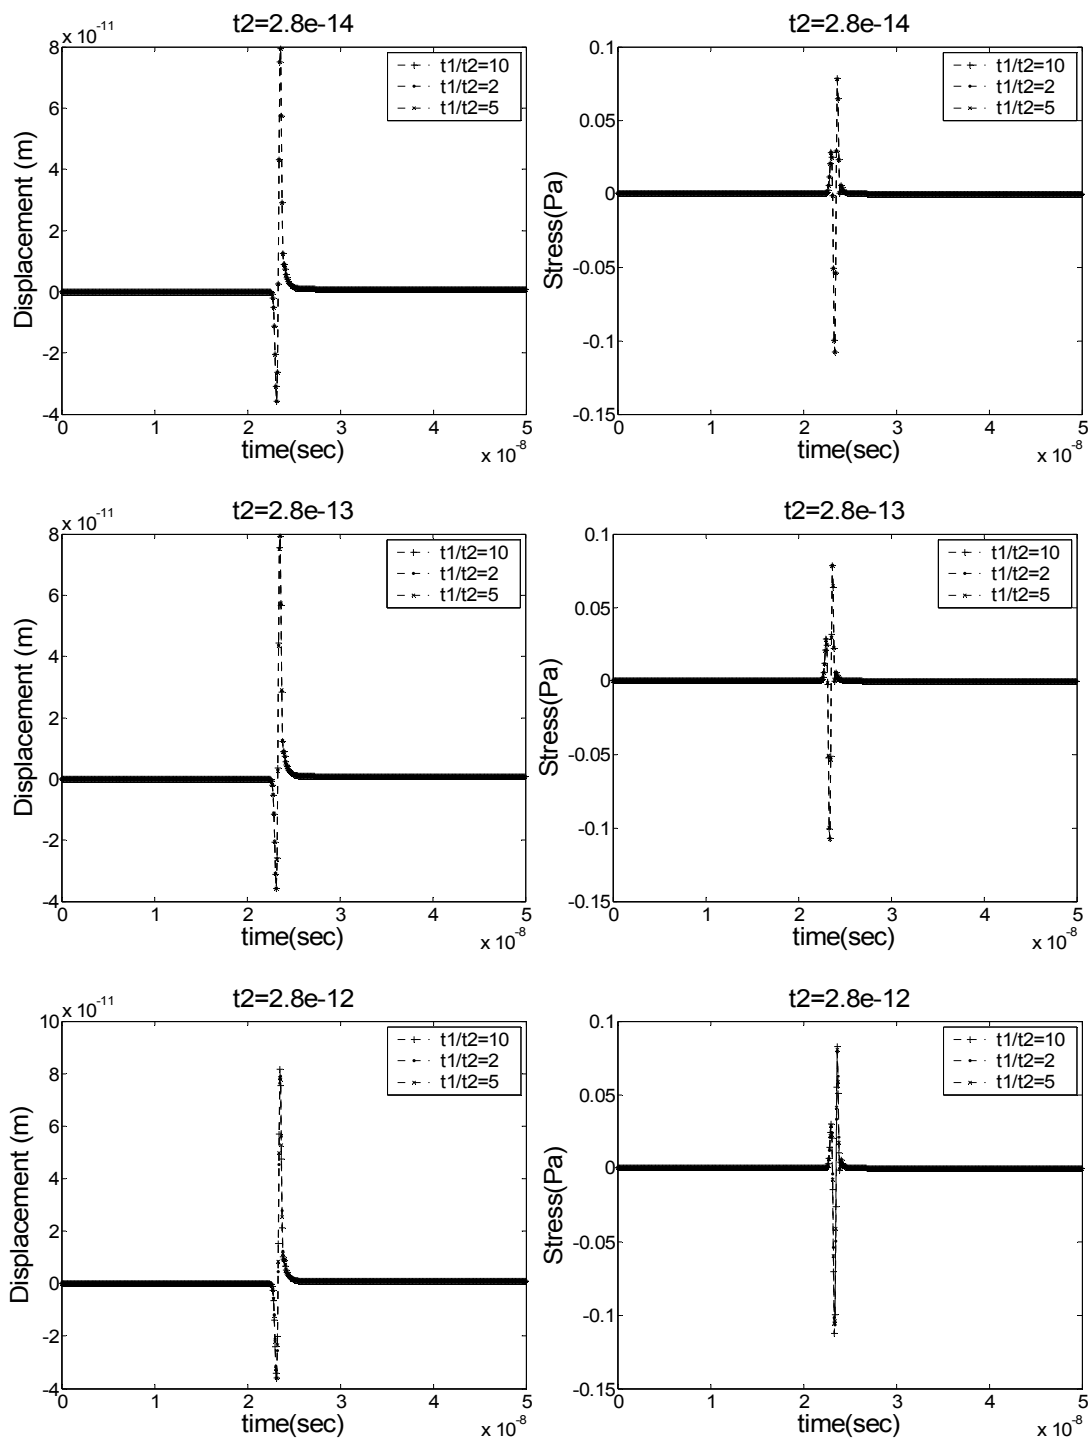 t2=2.8e-14
x 10-11
8
6
4
2
0
-2
-4
0 1 2 3 4 5
x 10-8
time(sec)
Displacement (m)
t1/t2=10
t1/t2=2
t1/t2=5
t2=2.8e-14
0.1
0.05
0
-0.05
-0.1
-0.15
0 1 2 3 4 5
x 10-8
time(sec)
Stress(Pa)
t1/t2=10
t1/t2=2
t1/t2=5
t2=2.8e-13
x 10-11
8
6
4
2
0
-2
-4
0 1 2 3 4 5
x 10-8
time(sec)
Displacement (m)
t1/t2=10
t1/t2=2
t1/t2=5
t2=2.8e-13
0.1
0.05
0
-0.05
-0.1
-0.15
0 1 2 3 4 5
x 10-8
time(sec)
Stress(Pa)
t1/t2=10
t1/t2=2
t1/t2=5
t2=2.8e-12
x 10-11
10
8
6
4
2
0
-2
-4
0 1 2 3 4 5
x 10-8
time(sec)
Displacement (m)
t1/t2=10
t1/t2=2
t1/t2=5
t2=2.8e-12
0.1
0.05
0
-0.05
-0.1
-0.15
0 1 2 3 4 5
x 10-8
time(sec)
Stress(Pa)
t1/t2=10
t1/t2=2
t1/t2=5